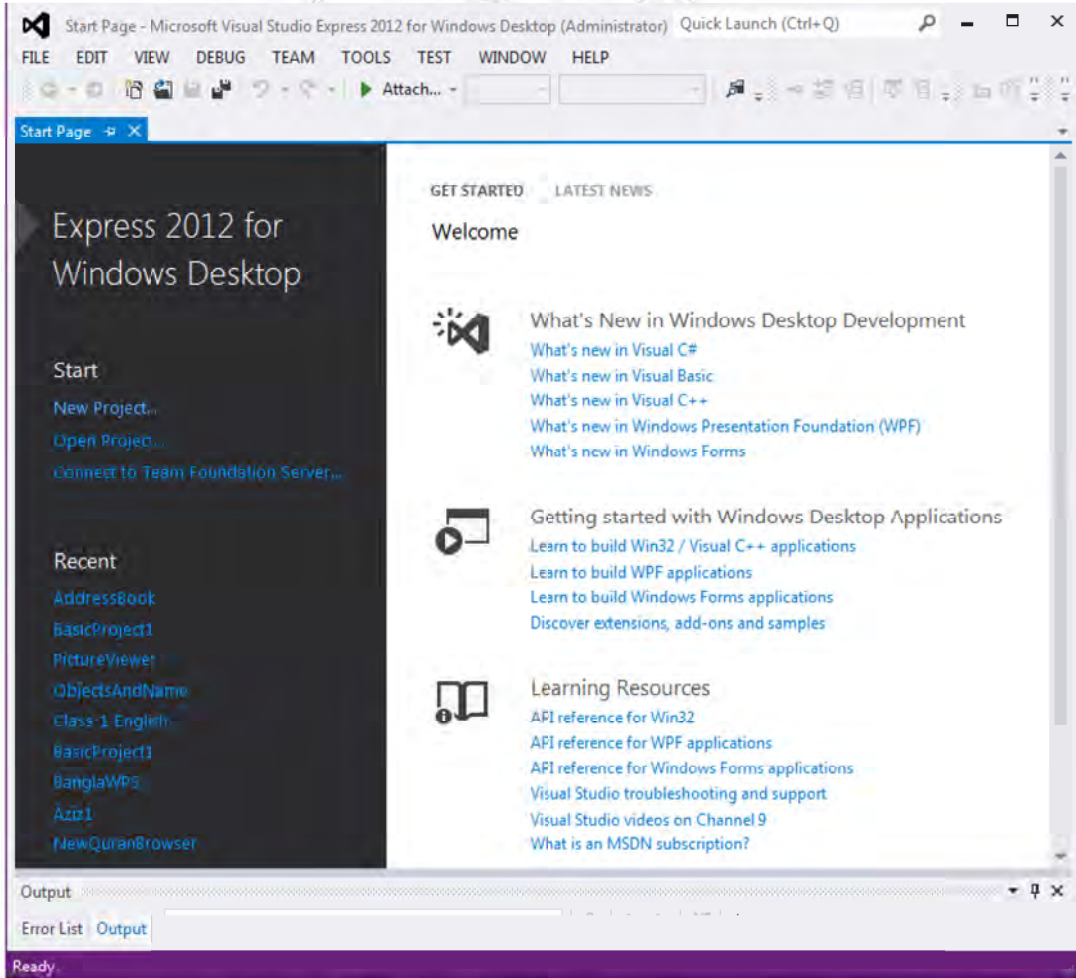 Start Page - Microsoft Visual Studio Express 2012 for Windows Desktop (Administrator) Quick Launch (Ctrl+Q)
FILE EDIT VIEW DEBUG TEAM TOOLS TEST WINDOW HELP
Attach...
Start Page
Express 2012 for
Windows Desktop
Start
New Project...
Open Project...
Connect to Team Foundation Server...
Recent
AddressBook
BasicProject1
PictureViewer
ObjectsAndName
Class-1 English
BasicProject1
BanglaWPS
Aziz1
NewQuranBrowser
GET STARTED LATEST NEWS
Welcome
What's New in Windows Desktop Development
What's new in Visual C#
What's new in Visual Basic
What's new in Visual C++
What's new in Windows Presentation Foundation (WPF)
What's new in Windows Forms
Getting started with Windows Desktop Applications
Learn to build Win32 / Visual C++ applications
Learn to build WPF applications
Learn to build Windows Forms applications
Discover extensions, add-ons and samples
Learning Resources
API reference for Win32
API reference for WPF applications
API reference for Windows Forms applications
Visual Studio troubleshooting and support
Visual Studio videos on Channel 9
What is an MSDN subscription?
Output
Error List Output
Ready